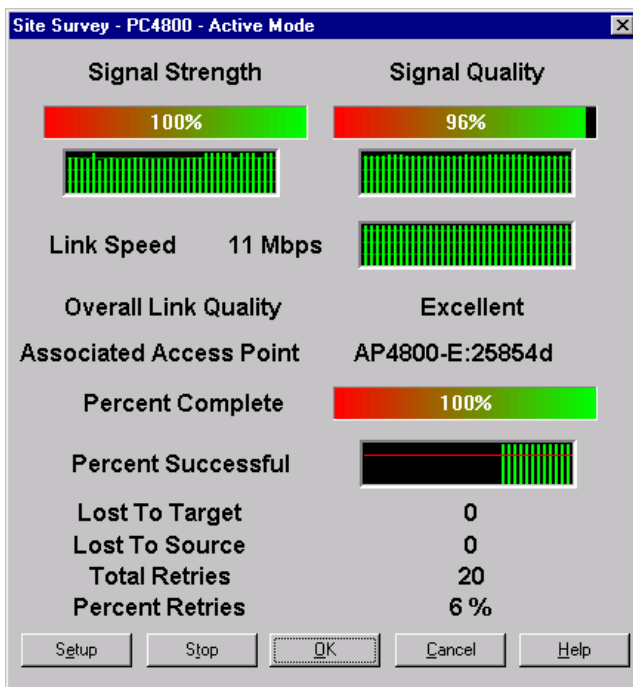 Site Survey - PC4800 - Active Mode
Signal Strength Signal Quality
100% 96%
Link Speed 11 Mbps
Overall Link Quality Excellent
Associated Access Point AP4800-E:25854d
Percent Complete 100%
Percent Successful
Lost To Target 0
Lost To Source 0
Total Retries 20
Percent Retries 6 %
Setup Stop OK Cancel Help